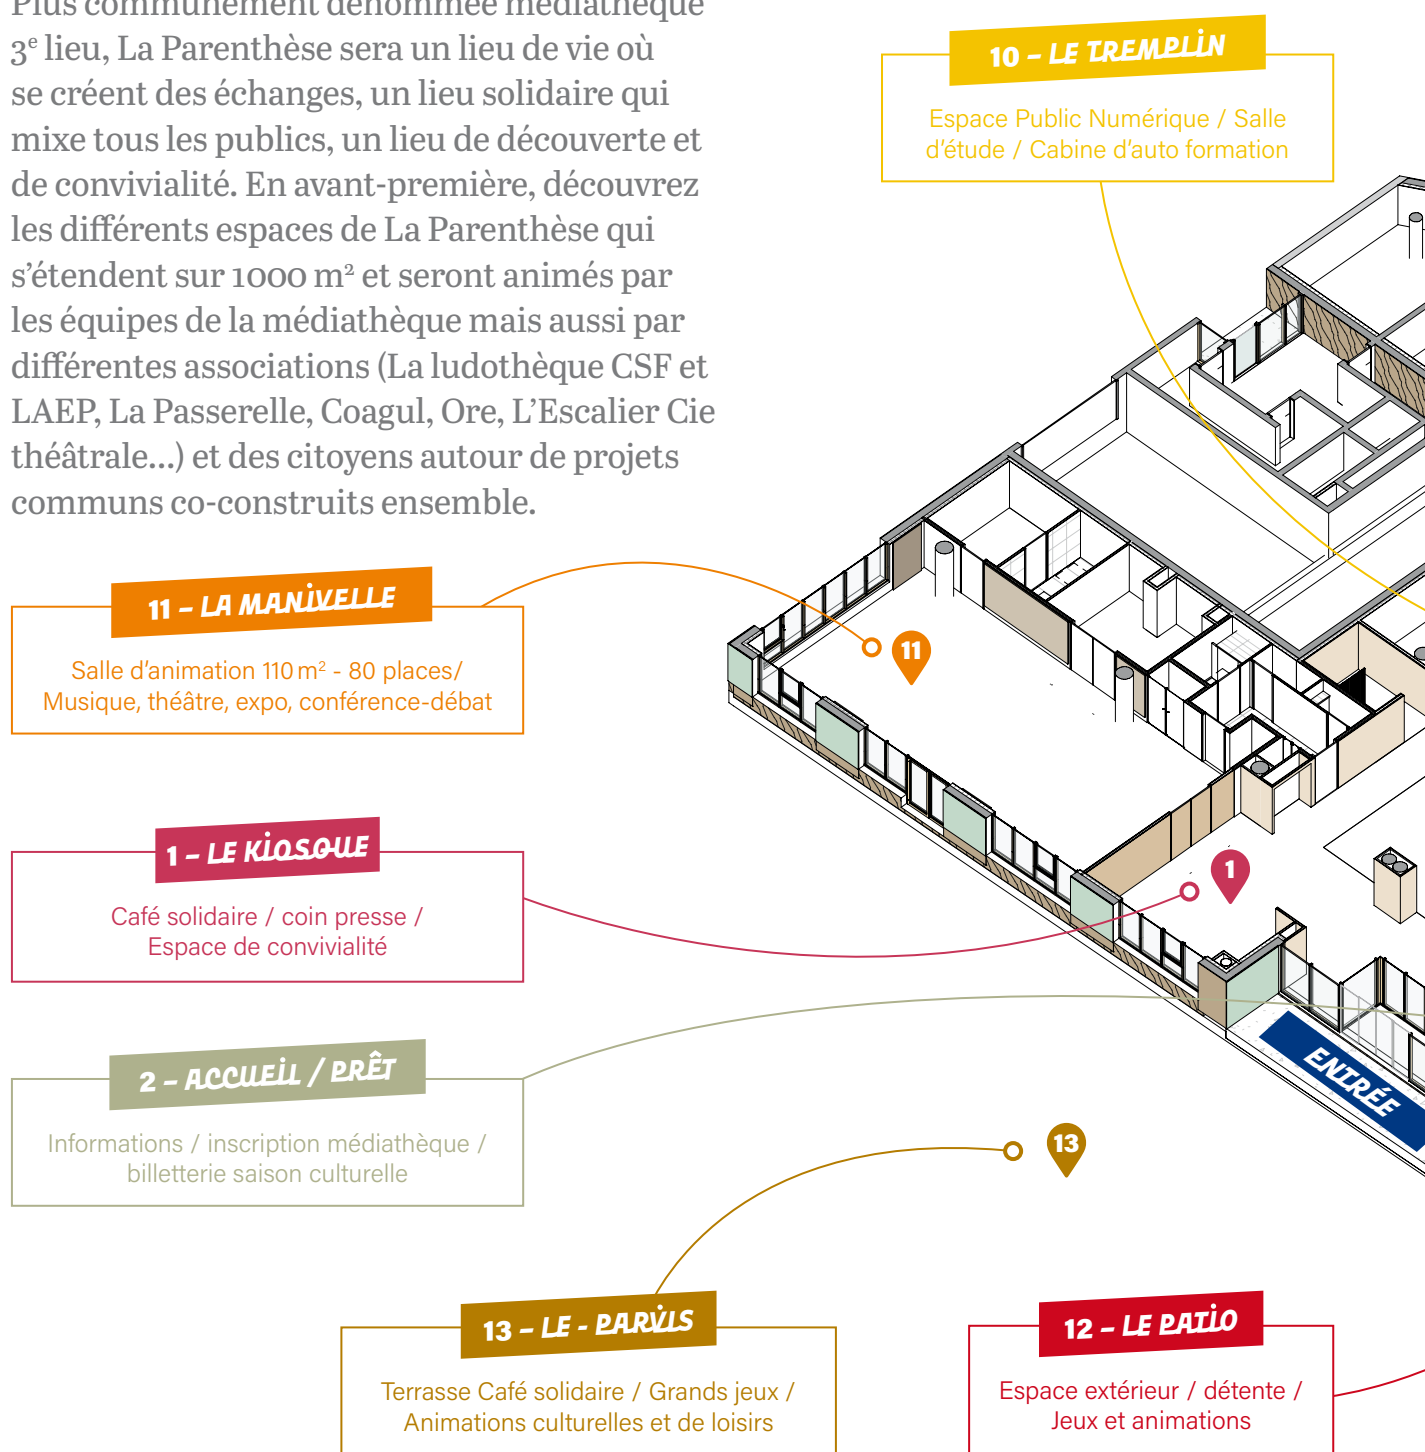 Plus communément dénommée médiathèque
3e lieu, La Parenthèse sera un lieu de vie où
se créent des échanges, un lieu solidaire qui
mixe tous les publics, un lieu de découverte et
de convivialité. En avant-première, découvrez
les différents espaces de La Parenthèse qui
s’étendent sur 1000 m² et seront animés par
les équipes de la médiathèque mais aussi par
différentes associations (La ludothèque CSF et
LAEP, La Passerelle, Coagul, Ore, L’Escalier Cie
théâtrale...) et des citoyens autour de projets
communs co-construits ensemble.
10 – LE TREMPLIN
Espace Public Numérique / Salle
d’étude / Cabine d’auto formation
11 – LA MANIVELLE
Salle d’animation 110 m² - 80 places/
Musique, théâtre, expo, conférence-débat
11
1 – LE KIOSQUE
Café solidaire / coin presse /
Espace de convivialité
1
2 – ACCUEIL / PRÊT
Informations / inscription médiathèque /
billetterie saison culturelle
ENTRÉE
13
13 – LE - PARVIS
Terrasse Café solidaire / Grands jeux /
Animations culturelles et de loisirs
12 – LE PATIO
Espace extérieur / détente /
Jeux et animations